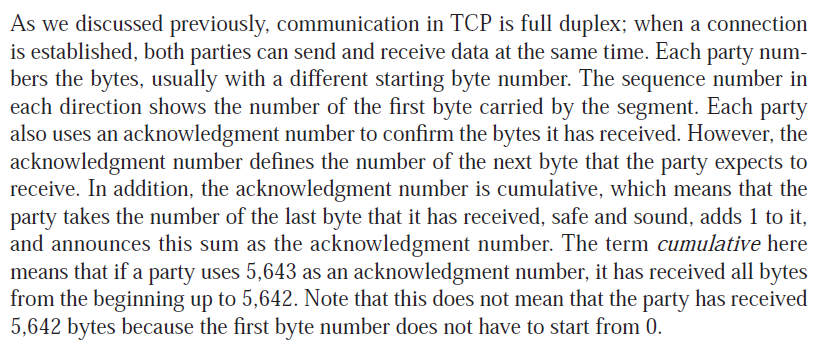 As we discussed previously, communication in TCP is full duplex; when a connection
is established, both parties can send and receive data at the same time. Each party num-
bers the bytes, usually with a different starting byte number. The sequence number in
each direction shows the number of the first byte carried by the segment. Each party
also uses an acknowledgment number to confirm the bytes it has received. However, the
acknowledgment number defines the number of the next byte that the party expects to
receive. In addition, the acknowledgment number is cumulative, which means that the
party takes the number of the last byte that it has received, safe and sound, adds 1 to it,
and announces this sum as the acknowledgment number. The term cumulative here
means that if a party uses 5,643 as an acknowledgment number, it has received all bytes
from the beginning up to 5,642. Note that this does not mean that the party has received
5,642 bytes because the first byte number does not have to start from 0.